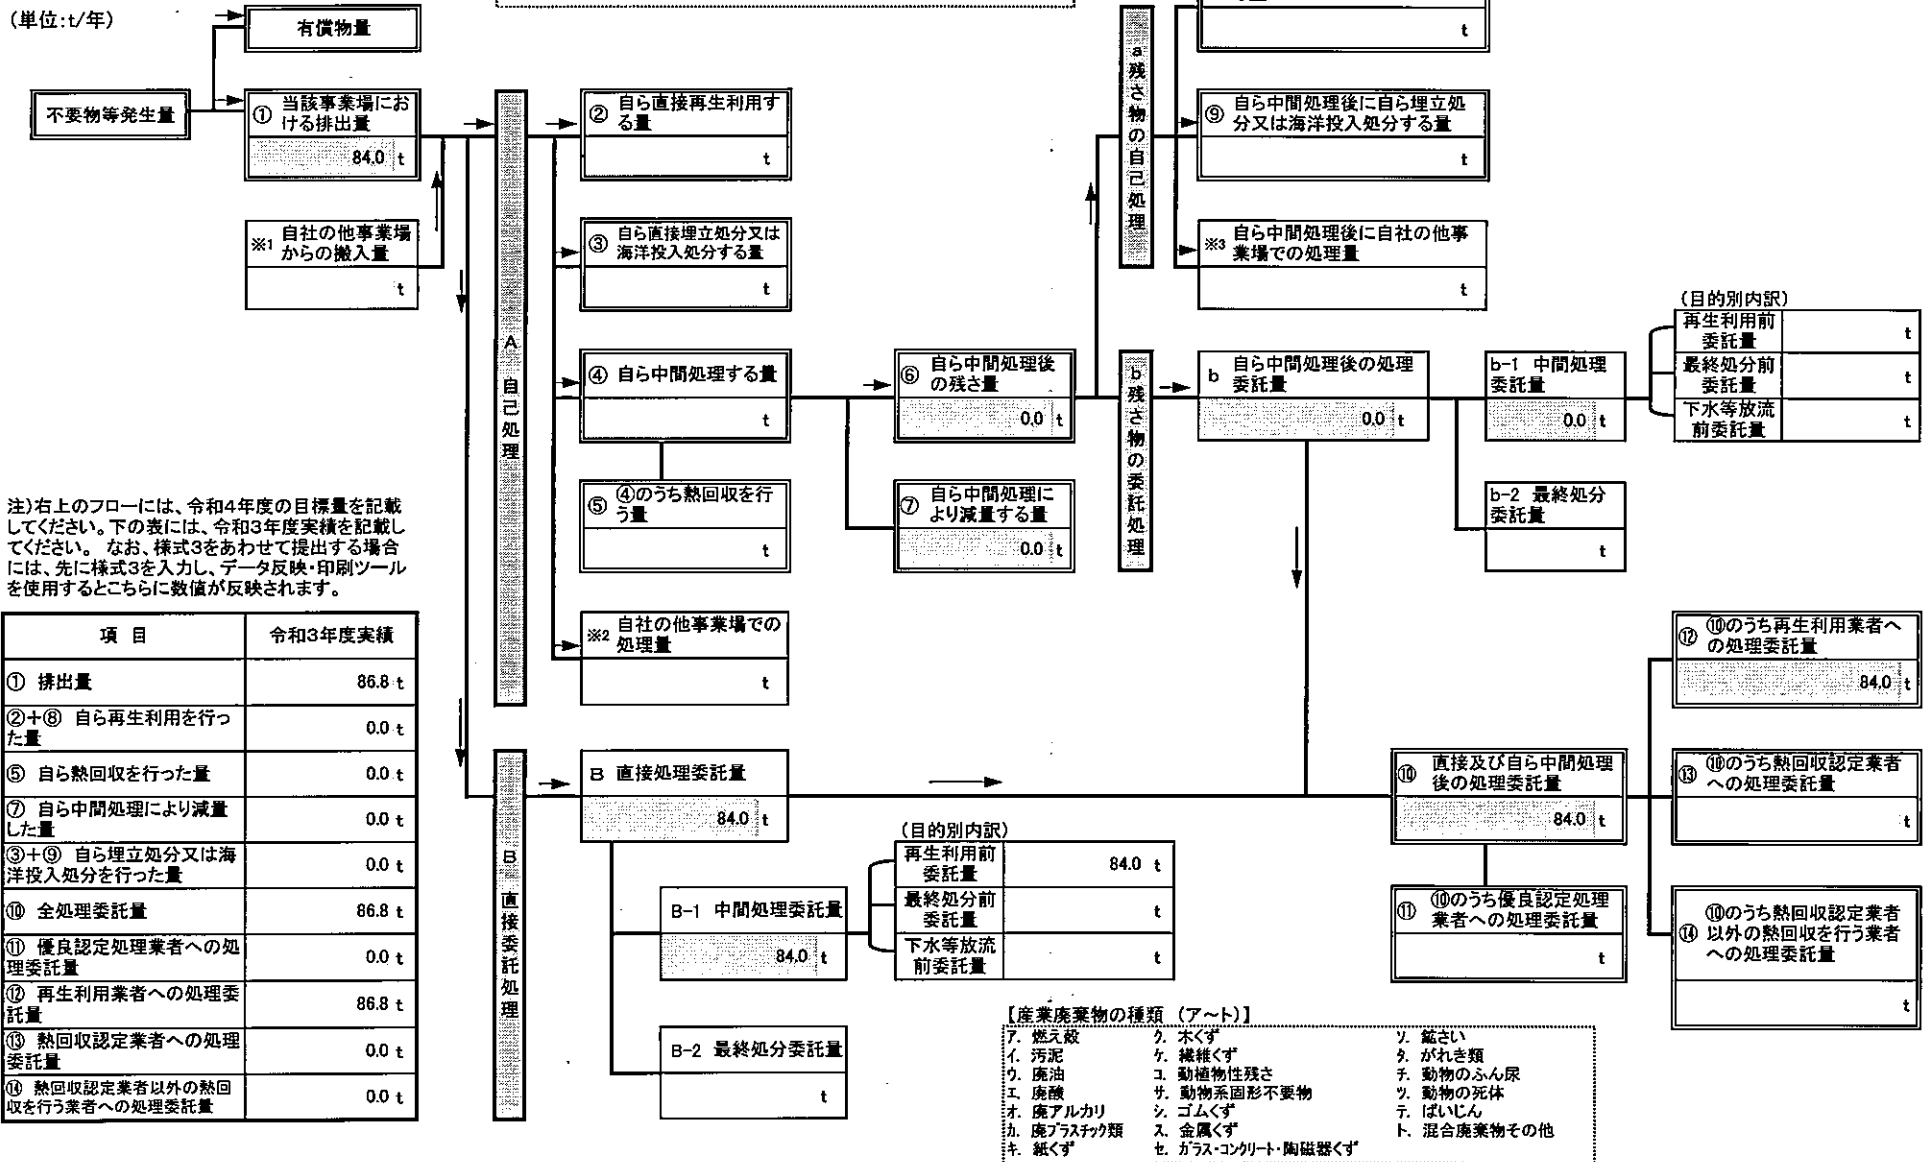 (単位:t/年)
有償物量
不要物等発生量
① 当該事業場にお
ける排出量
84.0 t
※1 自社の他事業場
からの搬入量
t
A 自己処理
② 自ら直接再生利用す
る量
t
③ 自ら直接埋立処分又は
海洋投入処分する量
t
④ 自ら中間処理する量
t
⑤ ④のうち熱回収を行
う量
t
※2 自社の他事業場での
処理量
t
⑥ 自ら中間処理後
の残さ量
0.0 t
⑦ 自ら中間処理に
より減量する量
0.0 t
a 残さ物の自己処理
t
⑨ 自ら中間処理後に自ら埋立処
分又は海洋投入処分する量
t
※3 自ら中間処理後に自社の他事
業場での処理量
t
b 残さ物の委託処理
b 自ら中間処理後の処理
委託量
0.0 t
b-1 中間処理
委託量
0.0 t
b-2 最終処分
委託量
t
(目的別内訳)
再生利用前
委託量 t
最終処分前
委託量 t
下水等放流
前委託量 t
注)右上のフローには、令和4年度の目標量を記載
してください。下の表には、令和3年度実績を記載し
てください。 なお、様式3をあわせて提出する場合
には、先に様式3を入力し、データ反映・印刷ツール
を使用するとこちらに数値が反映されます。
項 目 令和3年度実績
① 排出量 86.8 t
②+⑧ 自ら再生利用を行っ
た量 0.0 t
⑤ 自ら熱回収を行った量 0.0 t
⑦ 自ら中間処理により減量
した量 0.0 t
③+⑨ 自ら埋立処分又は海
洋投入処分を行った量 0.0 t
⑩ 全処理委託量 86.8 t
⑪ 優良認定処理業者への処
理委託量 0.0 t
⑫ 再生利用業者への処理委
託量 86.8 t
⑬ 熱回収認定業者への処理
委託量 0.0 t
⑭ 熱回収認定業者以外の熱回
収を行う業者への処理委託量 0.0 t
B 直接委託処理
B 直接処理委託量
84.0 t
B-1 中間処理委託量
84.0 t
B-2 最終処分委託量
t
(目的別内訳)
再生利用前
委託量 84.0 t
最終処分前
委託量 t
下水等放流
前委託量 t
⑩ 直接及び自ら中間処理
後の処理委託量
84.0 t
⑪ ⑩のうち優良認定処理
業者への処理委託量
t
⑫ ⑩のうち再生利用業者へ
の処理委託量
84.0 t
⑬ ⑩のうち熱回収認定業者
への処理委託量
t
⑭ ⑩のうち熱回収認定業者
以外の熱回収を行う業者
への処理委託量
t
【産業廃棄物の種類 (ア~ト)】
ア. 燃え殻 ク. 木くず ソ. 鉱さい
イ. 汚泥 ケ. 繊維くず タ. がれき類
ウ. 廃油 コ. 動植物性残さ チ. 動物のふん尿
エ. 廃酸 サ. 動物系固形不要物 ツ. 動物の死体
オ. 廃アルカリ シ. ゴムくず テ. ばいじん
カ. 廃プラスチック類 ス. 金属くず ト. 混合廃棄物その他
キ. 紙くず セ. ガラス・コンクリート・陶磁器くず